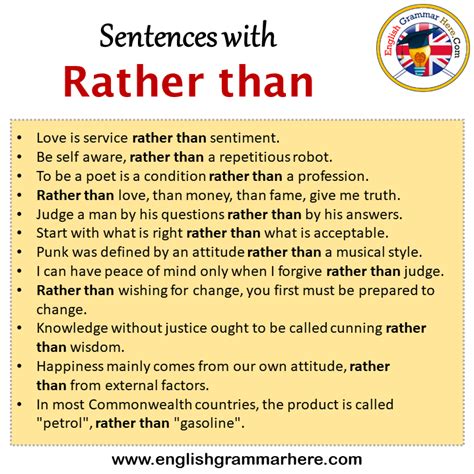 Sentences with
Rather than
English Grammar Here.Com
• Love is service rather than sentiment.
• Be self aware, rather than a repetitious robot.
• To be a poet is a condition rather than a profession.
• Rather than love, than money, than fame, give me truth.
• Judge a man by his questions rather than by his answers.
• Start with what is right rather than what is acceptable.
• Punk was defined by an attitude rather than a musical style.
• I can have peace of mind only when I forgive rather than judge.
• Rather than wishing for change, you first must be prepared to
change.
• Knowledge without justice ought to be called cunning rather
than wisdom.
• Happiness mainly comes from our own attitude, rather
than from external factors.
• In most Commonwealth countries, the product is called
"petrol", rather than "gasoline".
www.englishgrammarhere.com